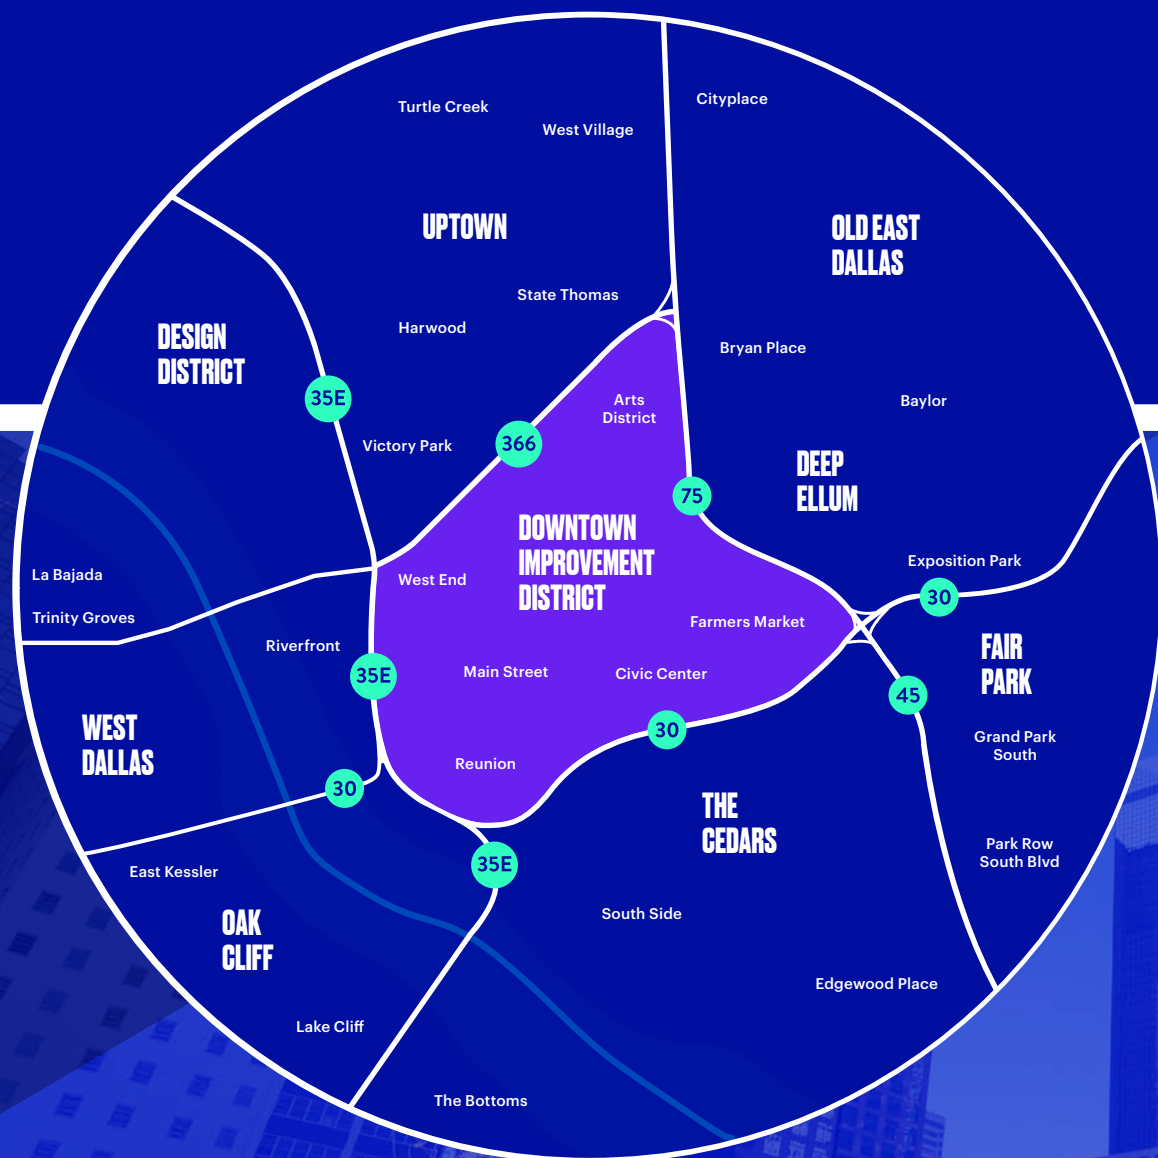 Cityplace
Turtle Creek
West Village
UPTOWN
OLD EAST
DALLAS
State Thomas
Harwood
DESIGN
DISTRICT
Bryan Place
35E
Arts
District
Baylor
366
Victory Park
DEEP
ELLUM
75
DOWNTOWN
IMPROVEMENT
DISTRICT
Exposition Park
La Bajada
West End
30
Trinity Groves
Farmers Market
Riverfront
FAIR
PARK
Main Street
Civic Center
35E
45
WEST
DALLAS
30
Grand Park
South
Reunion
30
THE
CEDARS
Park Row
South Blvd
35E
East Kessler
South Side
OAK
CLIFF
Edgewood Place
Lake Cliff
The Bottoms